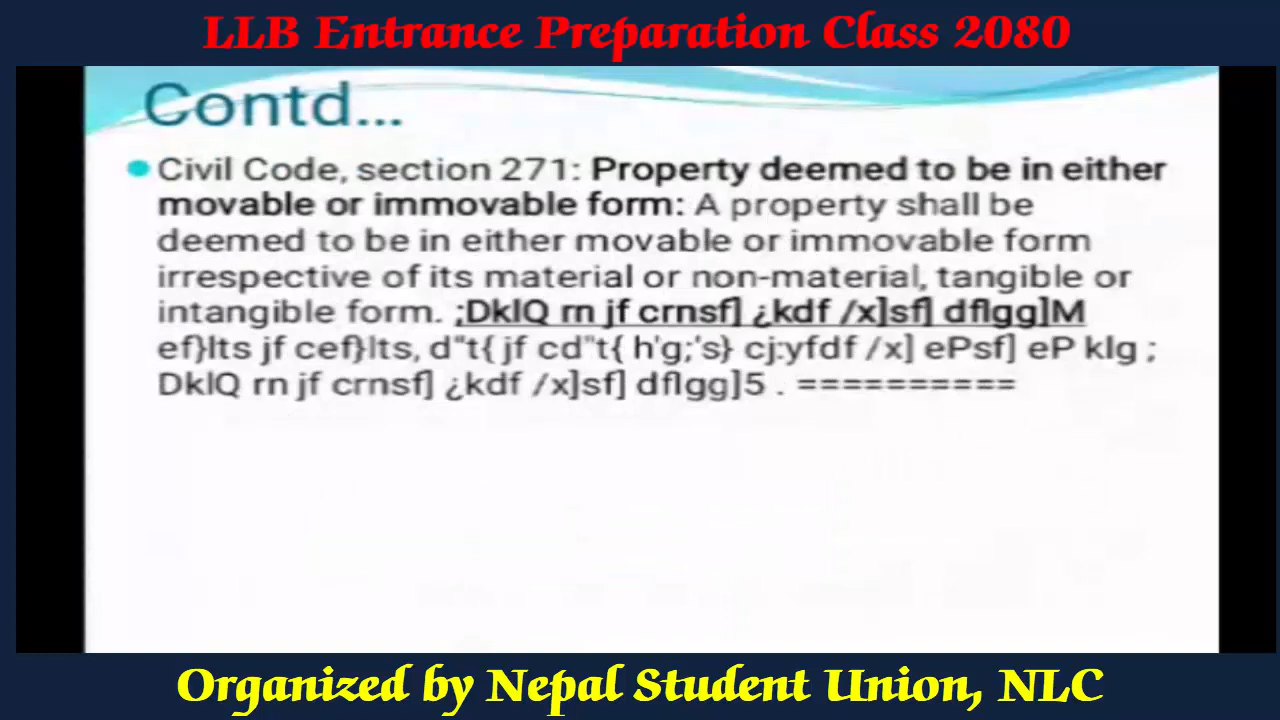 LLB Entrance Preparation Class 2080
Contd...
Civil Code, section 271: Property deemed to be in either
movable or immovable form: A property shall be
deemed to be in either movable or immovable form
irrespective of its material or non-material, tangible or
intangible form. ;DklQ rn jf crnsf] ¿kdf /x]sf] dflgg]M
ef}lts jf cef}lts, d"t{ jf cd"t{ h'g;'s} cj:yfdf /x] ePsf] eP klg ;
DklQ rn jf crnsf] ¿kdf /x]sf] dflgg]5 . ==========
Organized by Nepal Student Union, NLC